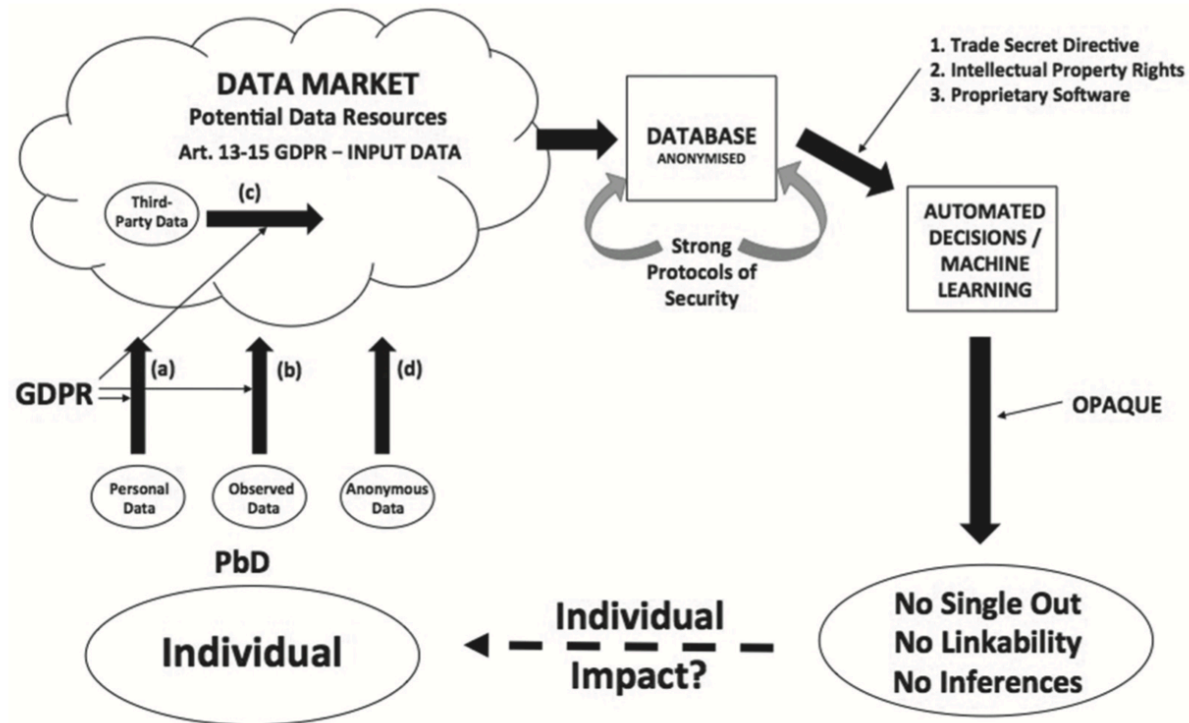 DATA MARKET
Potential Data Resources
Art. 13-15 GDPR – INPUT DATA
Third-
Party Data
(c)
DATABASE
ANONYMISED
Strong
Protocols of
Security
1. Trade Secret Directive
2. Intellectual Property Rights
3. Proprietary Software
AUTOMATED
DECISIONS /
MACHINE
LEARNING
GDPR
(a)
(b)
(d)
OPAQUE
Personal
Data
Observed
Data
Anonymous
Data
PbD
Individual
Individual
Impact?
No Single Out
No Linkability
No Inferences